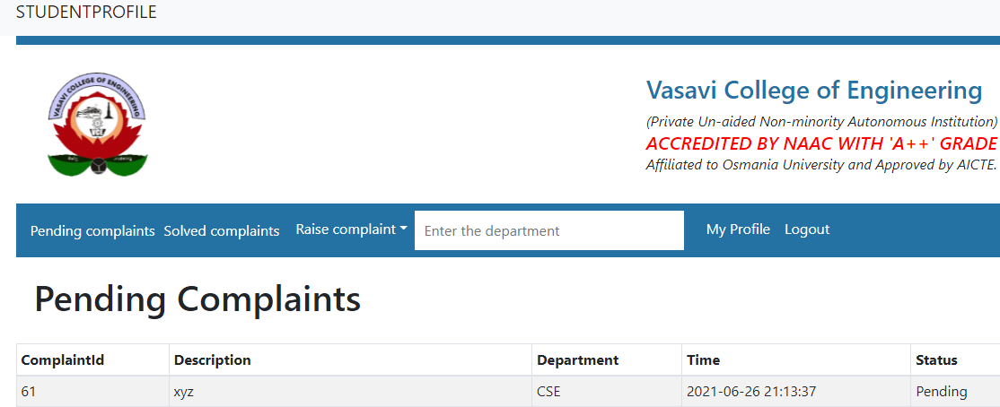 STUDENTPROFILE
VASAVI COLLEGE OF ENGINEERING
Vasavi College of Engineering
(Private Un-aided Non-minority Autonomous Institution)
ACCREDITED BY NAAC WITH 'A++' GRADE
Affiliated to Osmania University and Approved by AICTE.
Pending complaints Solved complaints Raise complaint Enter the department My Profile Logout
Pending Complaints
ComplaintId Description Department Time Status
61 xyz CSE 2021-06-26 21:13:37 Pending